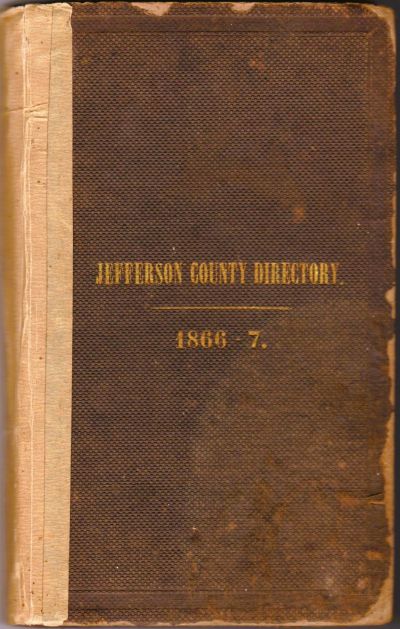 JEFFERSON COUNTY DIRECTORY.
1866-7.